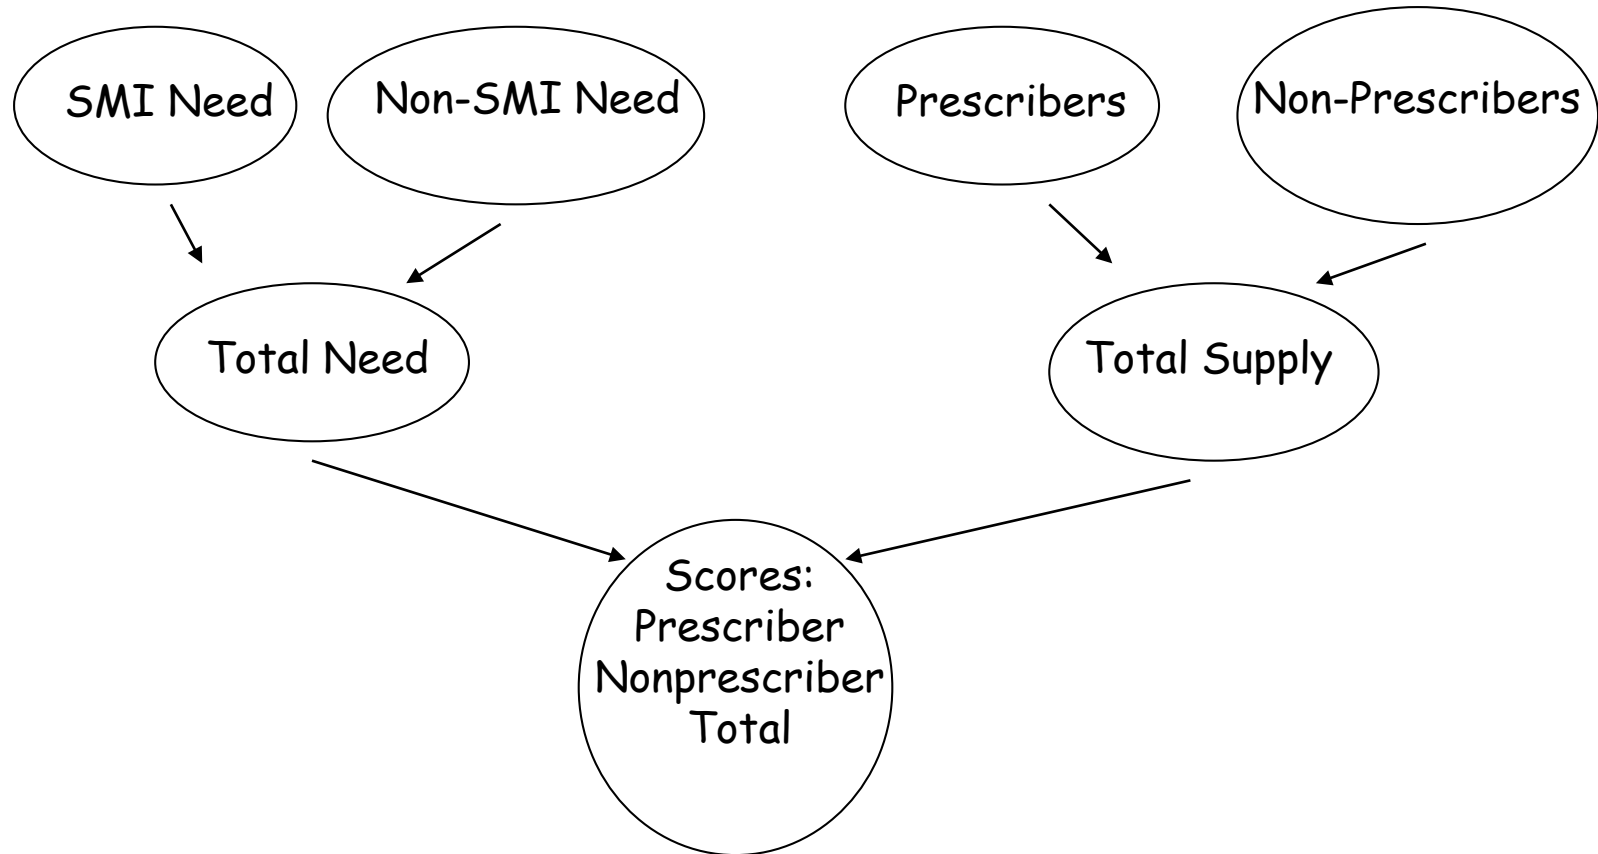 SMI Need
Non-SMI Need
Prescribers
Non-Prescribers
Total Need
Total Supply
Scores:
Prescriber
Nonprescriber
Total